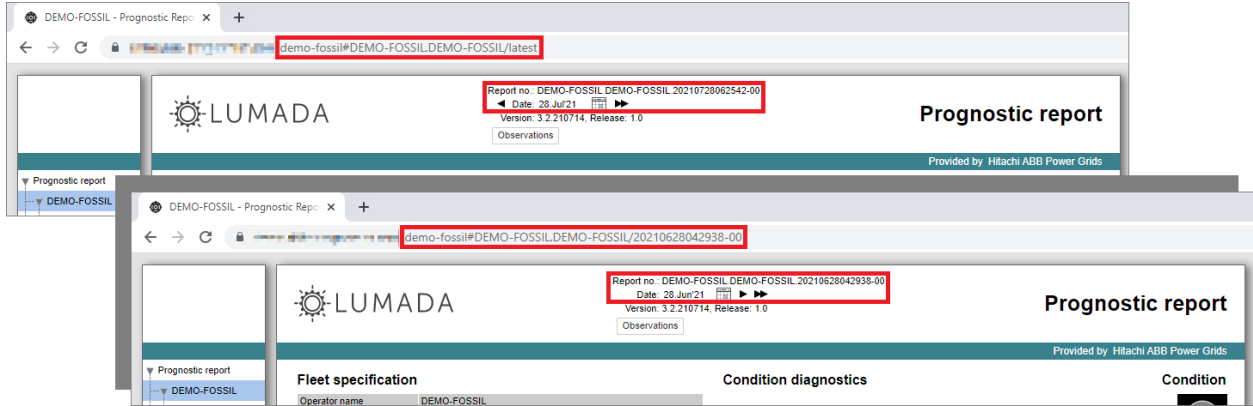 DEMO-FOSSIL - Prognostic Repo
demo-fossil#DEMO-FOSSIL.DEMO-FOSSIL/latest
LUMADA
Report no.: DEMO-FOSSIL.DEMO-FOSSIL.20210728062542-00
Date: 28.Jul'21
Version: 3.2.210714, Release: 1.0
Observations
Prognostic report
Provided by Hitachi ABB Power Grids
Prognostic report
DEMO-FOSSIL
DEMO-FOSSIL - Prognostic Repo
demo-fossil#DEMO-FOSSIL.DEMO-FOSSIL/20210628042938-00
LUMADA
Report no.: DEMO-FOSSIL.DEMO-FOSSIL.20210628042938-00
Date: 28.Jun'21
Version: 3.2.210714, Release: 1.0
Observations
Prognostic report
Provided by Hitachi ABB Power Grids
Prognostic report
DEMO-FOSSIL
Fleet specification
Condition diagnostics
Condition
Operator name DEMO-FOSSIL